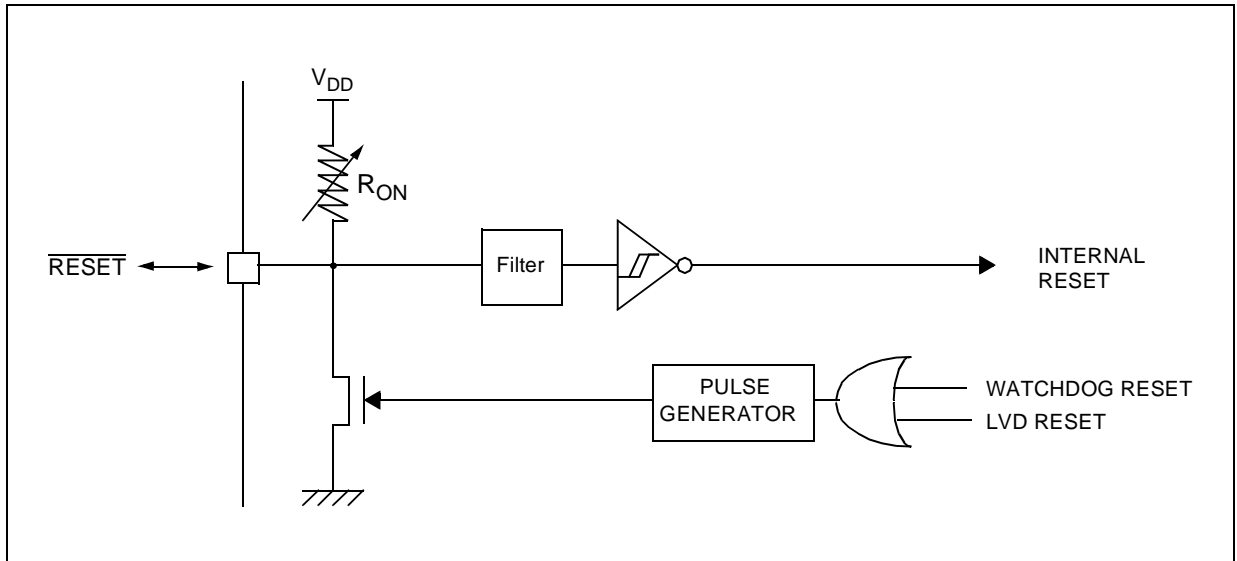 VDD
RON
RESET
Filter
INTERNAL
RESET
PULSE
GENERATOR
WATCHDOG RESET
LVD RESET